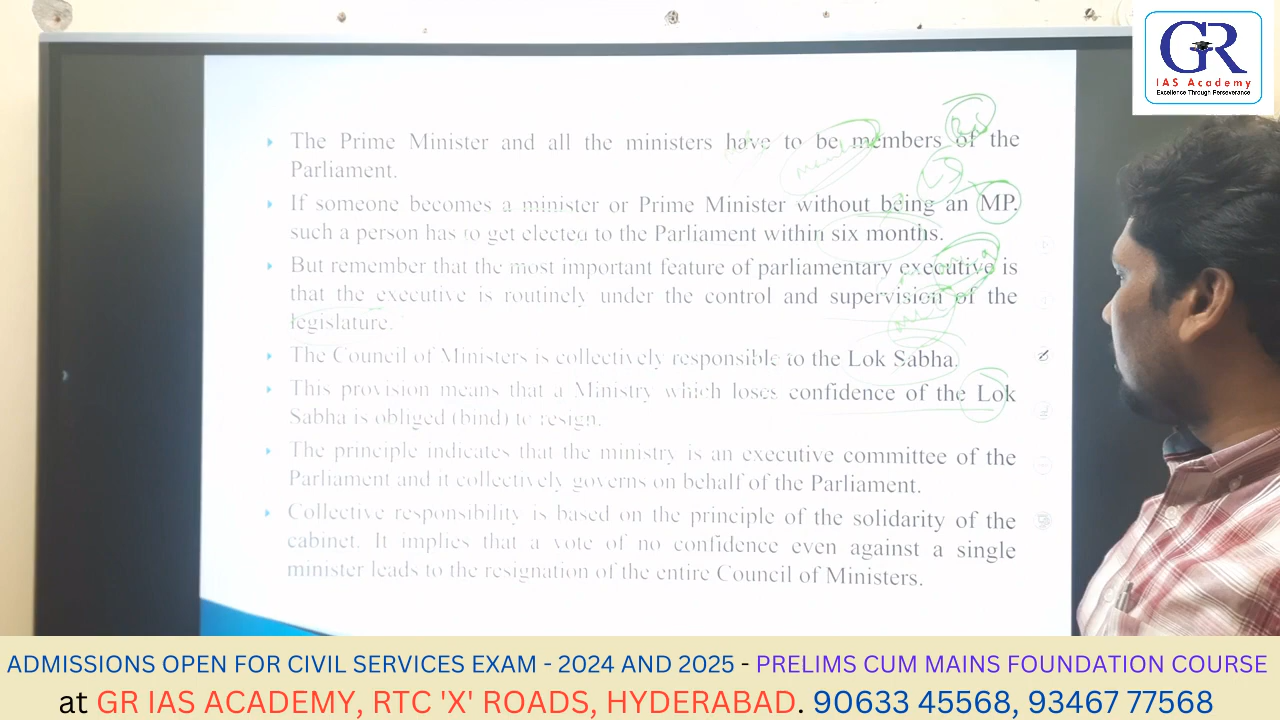 GR
IAS Academy
Excellence Through Perseverance
The Prime Minister and all the ministers have to be members of the
Parliament.
If someone becomes a minister or Prime Minister without being an MP,
such a person has to get elected to the Parliament within six months.
But remember that the most important feature of parliamentary executive is
that the executive is routinely under the control and supervision of the
legislature.
The Council of Ministers is collectively responsible to the Lok Sabha.
This provision means that a Ministry which loses confidence of the Lok
Sabha is obliged (bind) to resign.
The principle indicates that the ministry is an executive committee of the
Parliament and it collectively governs on behalf of the Parliament.
Collective responsibility is based on the principle of the solidarity of the
cabinet. It implies that a vote of no confidence even against a single
minister leads to the resignation of the entire Council of Ministers.
RS
LS
ADMISSIONS OPEN FOR CIVIL SERVICES EXAM - 2024 AND 2025 - PRELIMS CUM MAINS FOUNDATION COURSE
at GR IAS ACADEMY, RTC 'X' ROADS, HYDERABAD. 90633 45568, 93467 77568